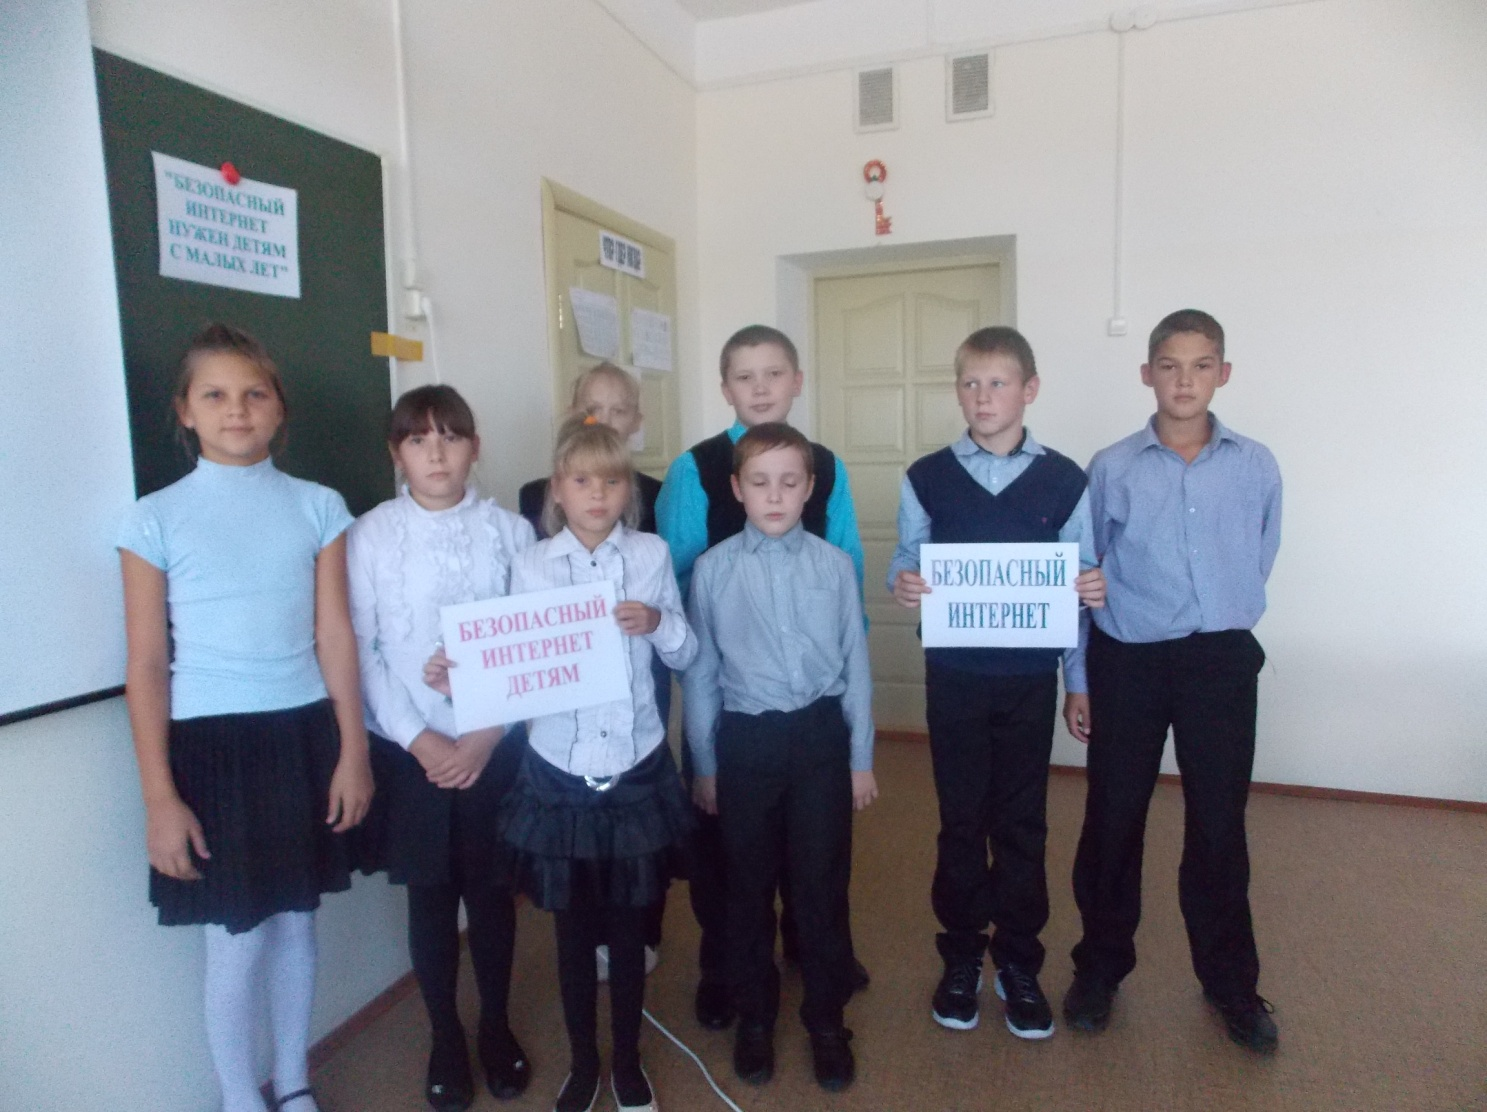 "БЕЗОПАСНЫЙ
ИНТЕРНЕТ
НУЖЕН ДЕТЯМ
С МАЛЫХ ЛЕТ"
БЕЗОПАСНЫЙ
ИНТЕРНЕТ
ДЕТЯМ
БЕЗОПАСНЫЙ
ИНТЕРНЕТ